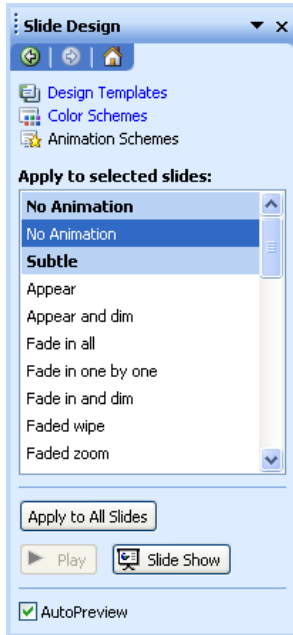 Slide Design
Design Templates
Color Schemes
Animation Schemes
Apply to selected slides:
No Animation
No Animation
Subtle
Appear
Appear and dim
Fade in all
Fade in one by one
Fade in and dim
Faded wipe
Faded zoom
Apply to All Slides
Play
Slide Show
AutoPreview